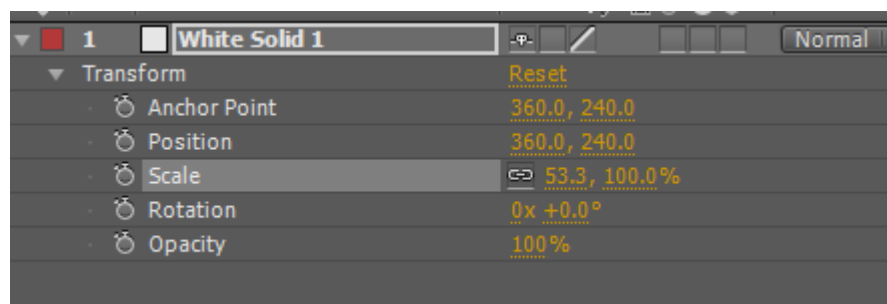 1 White Solid 1 Normal
Transform Reset
Anchor Point 360.0, 240.0
Position 360.0, 240.0
Scale 53.3, 100.0%
Rotation 0x +0.0°
Opacity 100%